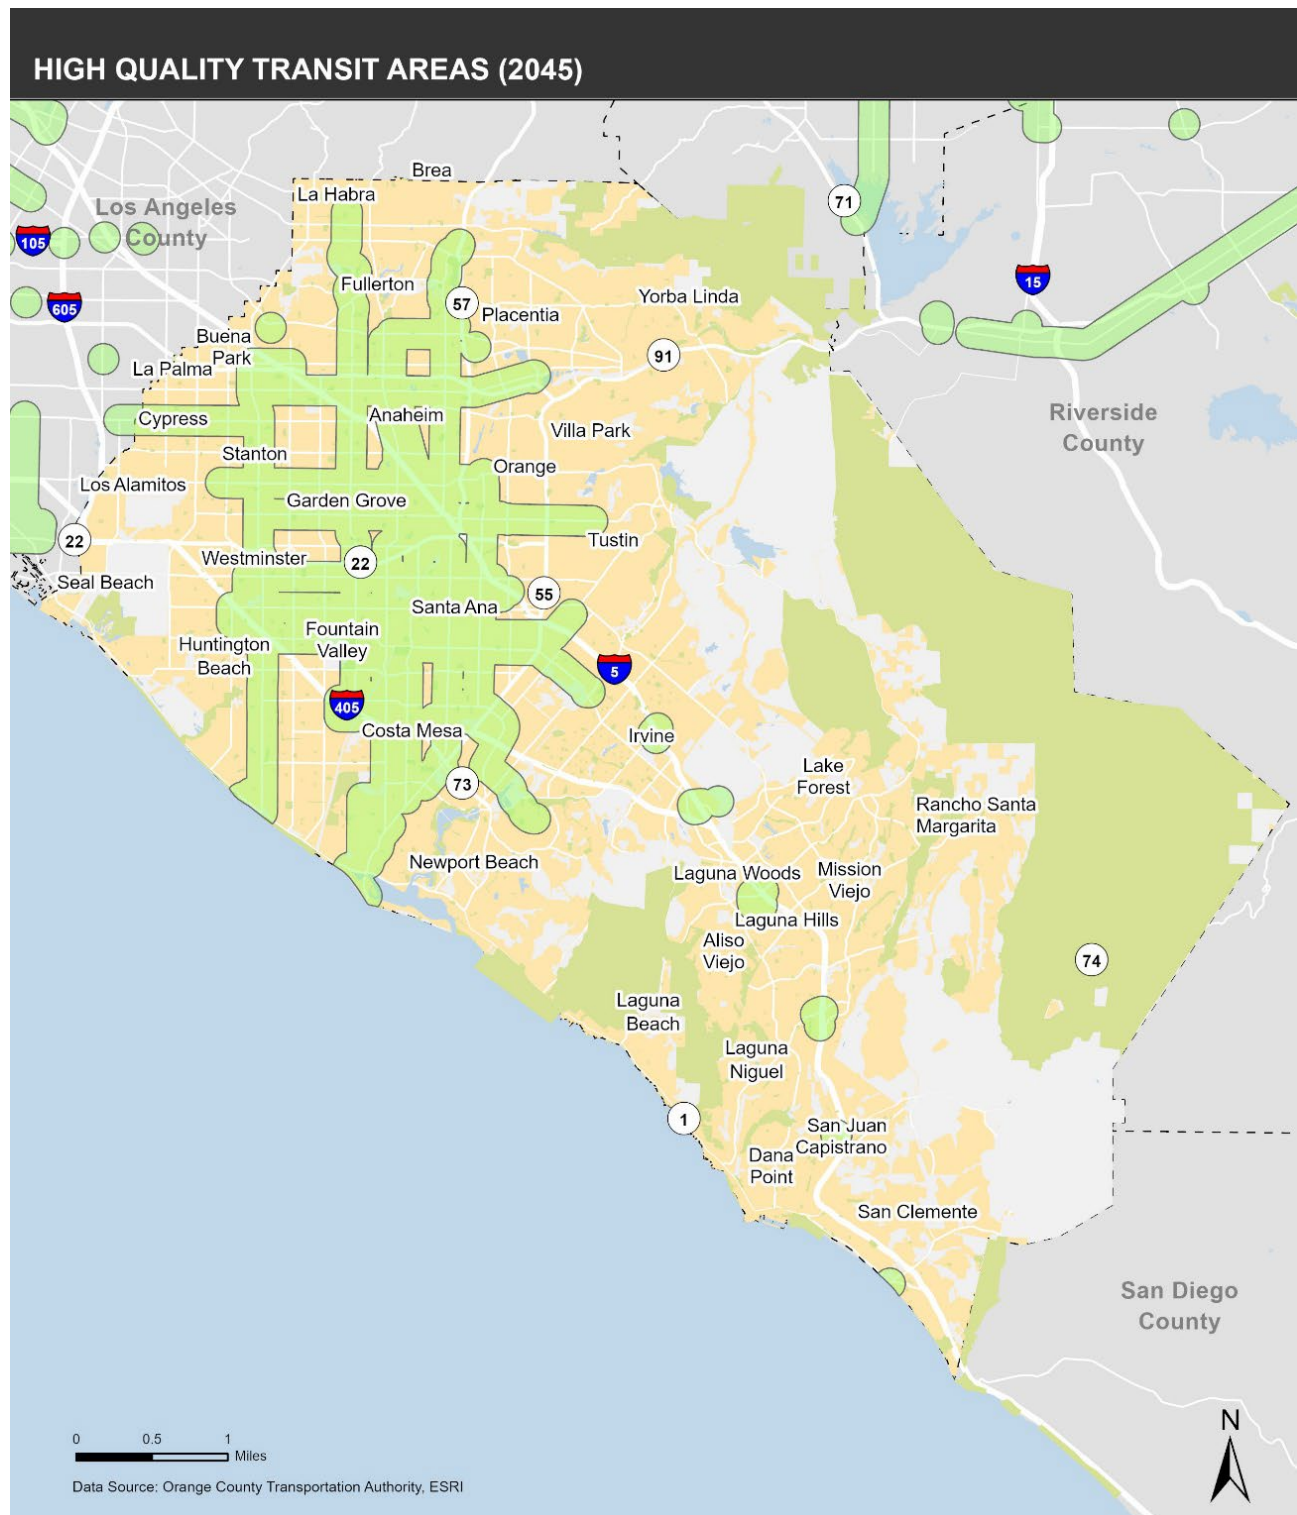 HIGH QUALITY TRANSIT AREAS (2045)
Brea
La Habra
71
Los Angeles
County
105
15
Fullerton
605
57
Yorba Linda
Placentia
Buena
Park
91
La Palma
Cypress
Anaheim
Riverside
County
Villa Park
Stanton
Orange
Los Alamitos
Garden Grove
22
Tustin
Westminster
22
Seal Beach
55
Santa Ana
Fountain
Valley
Huntington
Beach
5
405
Costa Mesa
Irvine
73
Lake
Forest
Rancho Santa
Margarita
Newport Beach
Laguna Woods
Mission
Viejo
Laguna Hills
Aliso
Viejo
74
Laguna
Beach
Laguna
Niguel
1
San Juan
Capistrano
Dana
Point
San Clemente
San Diego
County
N
0 0.5 1
Miles
Data Source: Orange County Transportation Authority, ESRI